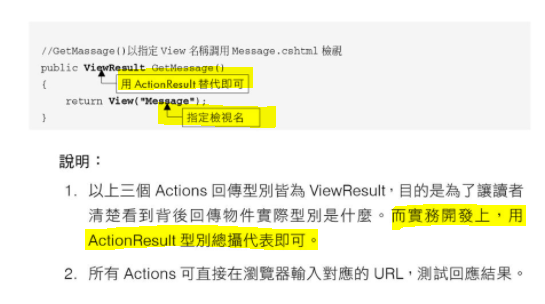 //GetMassage()以指定 View 名稱調用 Message.cshtml 檢視
public ViewResult GetMessage()
{
用 ActionResult 替代即可
return View("Message");
}
指定檢視名
說明：
1. 以上三個 Actions 回傳型別皆為 ViewResult，目的是為了讓讀者
清楚看到背後回傳物件實際型別是什麼。而實務開發上，用
ActionResult 型別總攝代表即可。
2. 所有 Actions 可直接在瀏覽器輸入對應的 URL，測試回應結果。